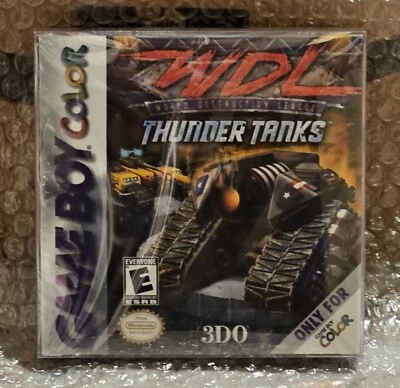 GAME BOY COLOR
WDL
WORLD DESTRUCTION LEAGUE
THUNDER TANKS
EVERYONE
E
ESRB
Nintendo
3DO
ONLY FOR
GAME BOY
COLOR